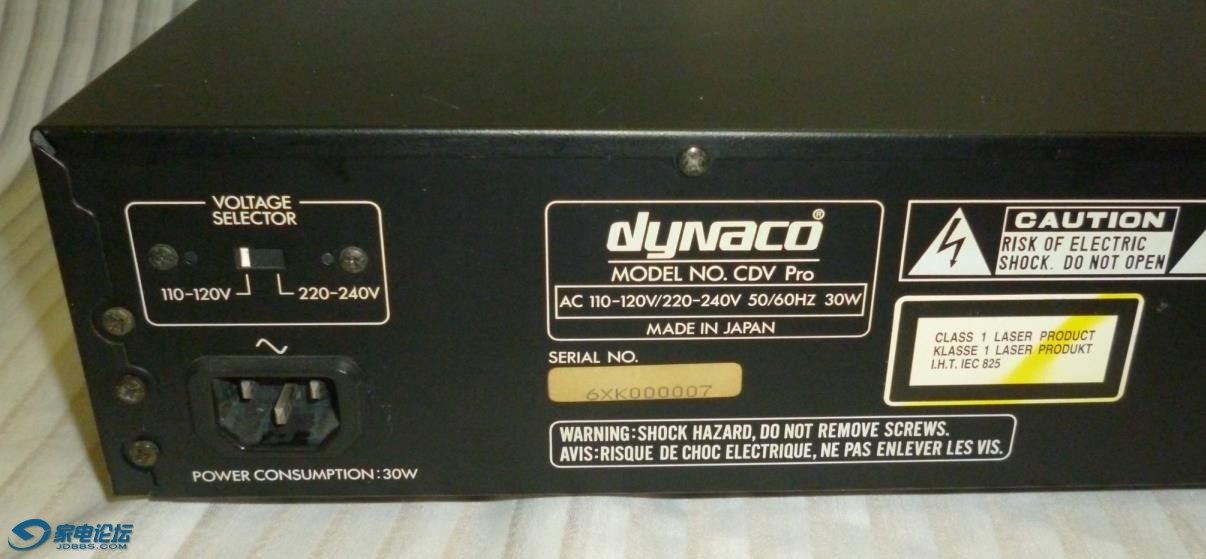 VOLTAGE
SELECTOR
110-120V
220-240V
~
POWER CONSUMPTION:30W
dynaco®
MODEL NO. CDV Pro
AC 110-120V/220-240V 50/60HZ 30W
MADE IN JAPAN
SERIAL NO.
6XK000007
WARNING:SHOCK HAZARD, DO NOT REMOVE SCREWS.
AVIS:RISQUE DE CHOC ELECTRIQUE, NE PAS ENLEVER LES VIS.
CAUTION
RISK OF ELECTRIC
SHOCK. DO NOT OPEN
CLASS 1 LASER PRODUCT
KLASSE 1 LASER PRODUKT
I.H.T. IEC 825
家电论坛
JDBBS.COM